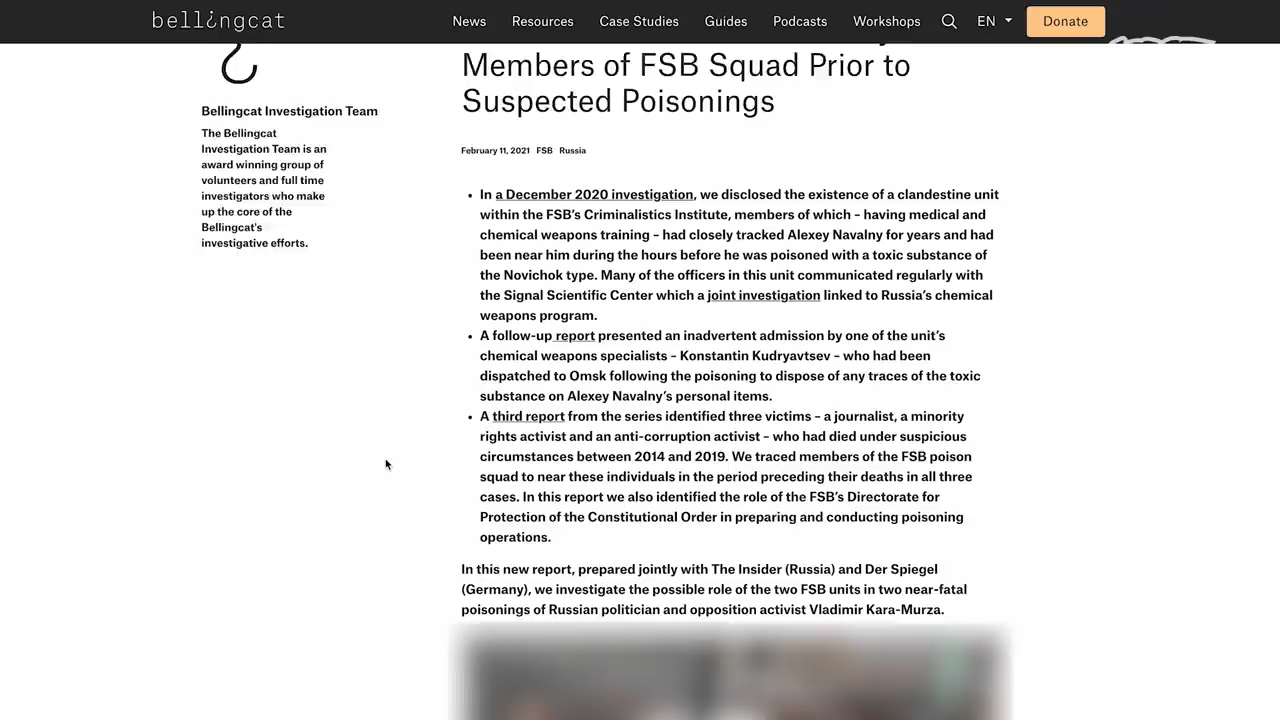 bellingcat
News Resources Case Studies Guides Podcasts Workshops EN Donate
Members of FSB Squad Prior to
Suspected Poisonings
Bellingcat Investigation Team
The Bellingcat
Investigation Team is an
award winning group of
volunteers and full time
investigators who make
up the core of the
Bellingcat's
investigative efforts.
February 11, 2021 FSB Russia
• In a December 2020 investigation, we disclosed the existence of a clandestine unit
within the FSB's Criminalistics Institute, members of which – having medical and
chemical weapons training – had closely tracked Alexey Navalny for years and had
been near him during the hours before he was poisoned with a toxic substance of
the Novichok type. Many of the officers in this unit communicated regularly with
the Signal Scientific Center which a joint investigation linked to Russia's chemical
weapons program.
• A follow-up report presented an inadvertent admission by one of the unit's
chemical weapons specialists – Konstantin Kudryavtsev – who had been
dispatched to Omsk following the poisoning to dispose of any traces of the toxic
substance on Alexey Navalny's personal items.
• A third report from the series identified three victims – a journalist, a minority
rights activist and an anti-corruption activist – who had died under suspicious
circumstances between 2014 and 2019. We traced members of the FSB poison
squad to near these individuals in the period preceding their deaths in all three
cases. In this report we also identified the role of the FSB's Directorate for
Protection of the Constitutional Order in preparing and conducting poisoning
operations.
In this new report, prepared jointly with The Insider (Russia) and Der Spiegel
(Germany), we investigate the possible role of the two FSB units in two near-fatal
poisonings of Russian politician and opposition activist Vladimir Kara-Murza.